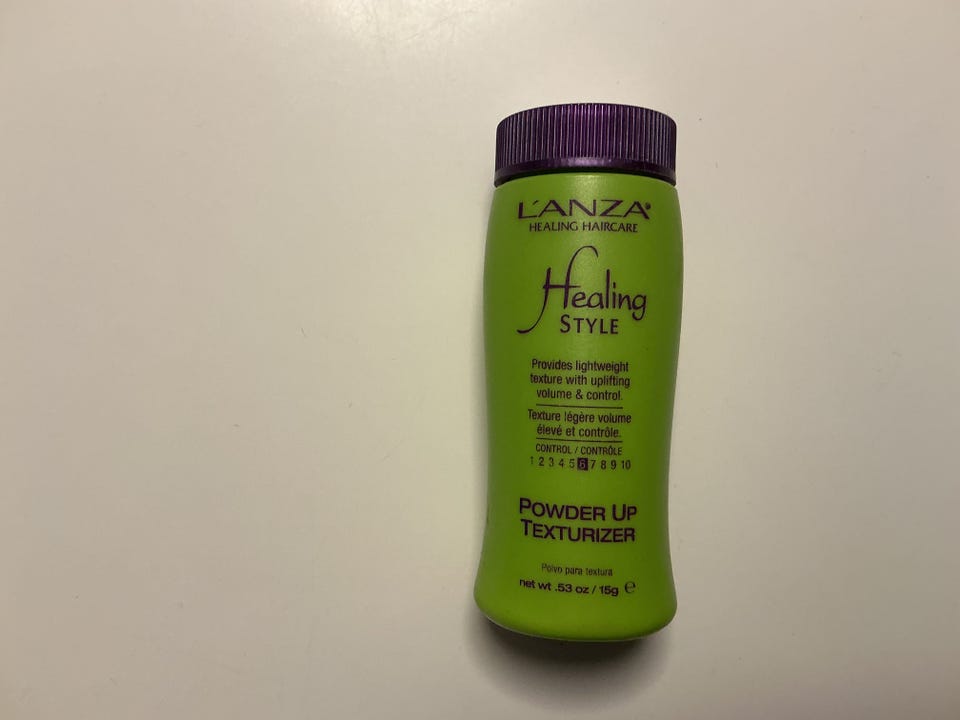 L'ANZA®
HEALING HAIRCARE
Healing
STYLE
Provides lightweight
texture with uplifting
volume & control.
Texture légère volume
élevé et contrôle.
CONTROL / CONTRÔLE
1 2 3 4 5 6 7 8 9 10
POWDER UP
TEXTURIZER
Polvo para textura
net wt .53 oz / 15g ℮